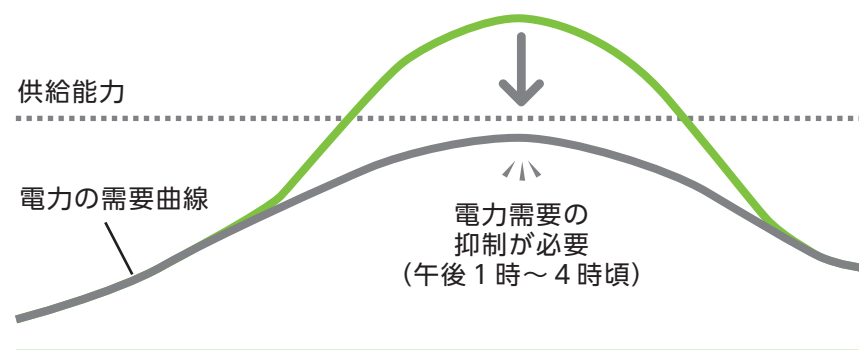 供給能力
電力の需要曲線
電力需要の
抑制が必要
（午後１時～４時頃）